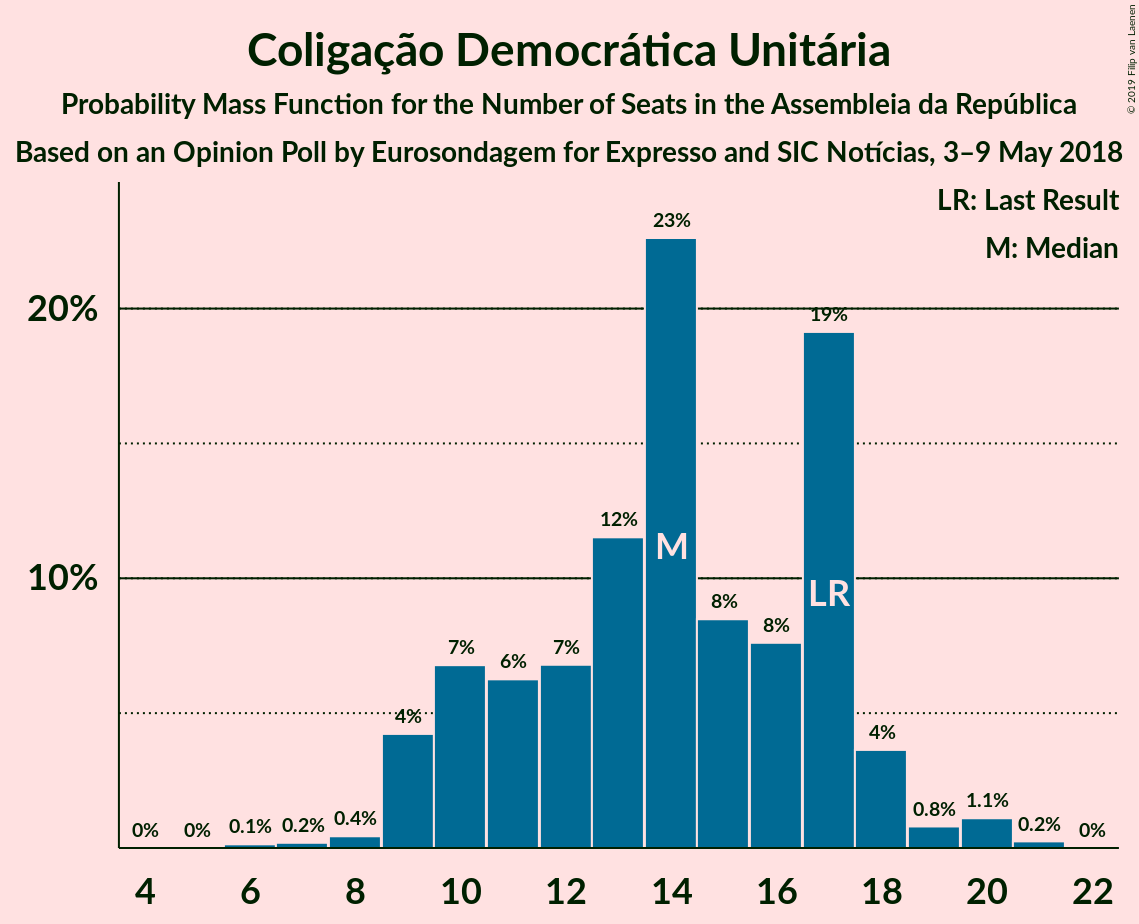 Coligação Democrática Unitária
Probability Mass Function for the Number of Seats in the Assembleia da República
Based on an Opinion Poll by Eurosondagem for Expresso and SIC Notícias, 3–9 May 2018
© 2019 Filip van Laenen
LR: Last Result
M: Median
20%
10%
0%
0%
0.1%
0.2%
0.4%
4%
7%
6%
7%
12%
23%
8%
8%
19%
4%
0.8%
1.1%
0.2%
0%
M
LR
4 6 8 10 12 14 16 18 20 22